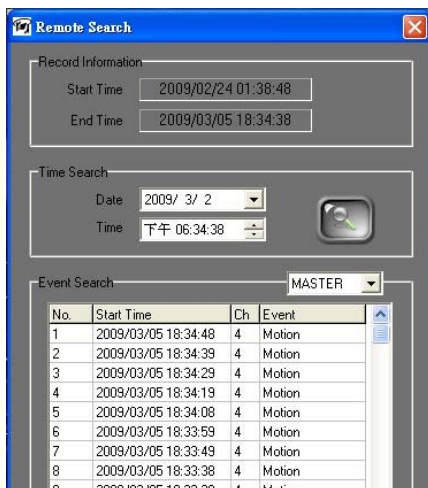 Remote Search
Record Information
Start Time 2009/02/24 01:38:48
End Time 2009/03/05 18:34:38
Time Search
Date 2009/ 3/ 2
Time 下午 06:34:38
Event Search MASTER
No. Start Time Ch Event
1 2009/03/05 18:34:48 4 Motion
2 2009/03/05 18:34:39 4 Motion
3 2009/03/05 18:34:29 4 Motion
4 2009/03/05 18:34:19 4 Motion
5 2009/03/05 18:34:08 4 Motion
6 2009/03/05 18:33:59 4 Motion
7 2009/03/05 18:33:49 4 Motion
8 2009/03/05 18:33:38 4 Motion